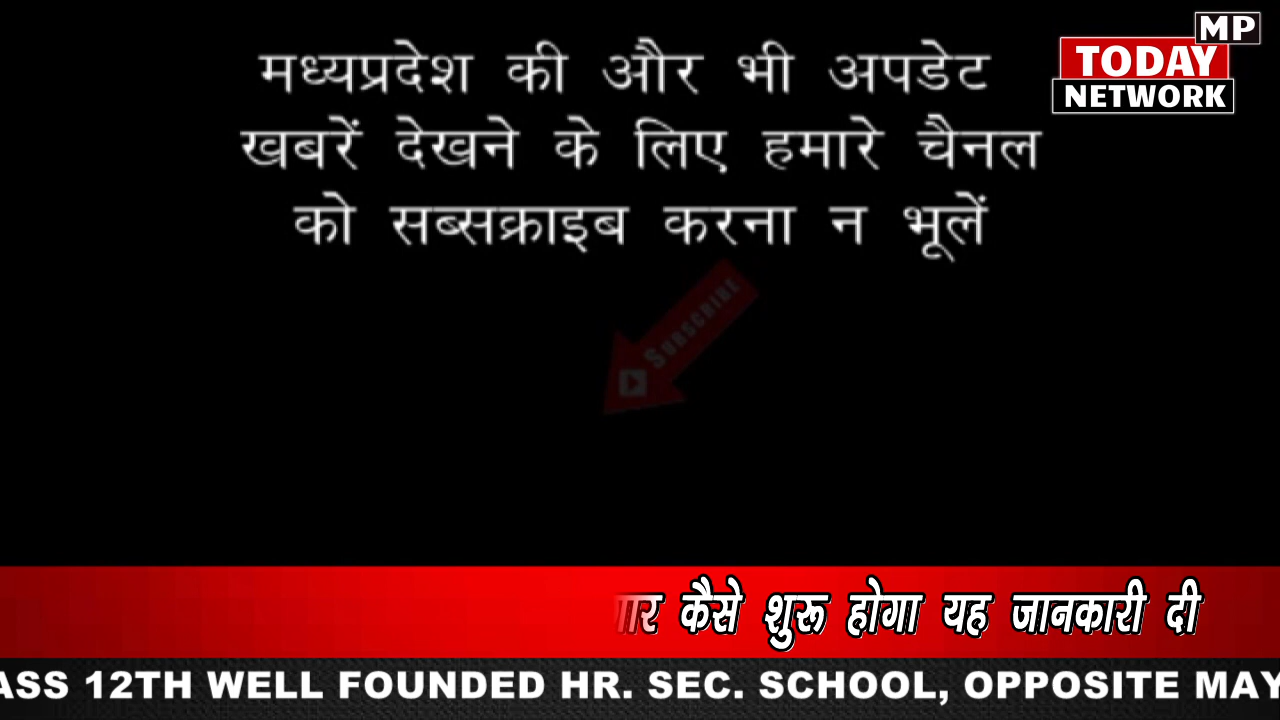 MP
TODAY
NETWORK
मध्यप्रदेश की और भी अपडेट
खबरें देखने के लिए हमारे चैनल
को सब्सक्राइब करना न भूलें
SUBSCRIBE
कैसे शुरू होगा यह जानकारी दी
12TH WELL FOUNDED HR. SEC. SCHOOL, OPPOSITE